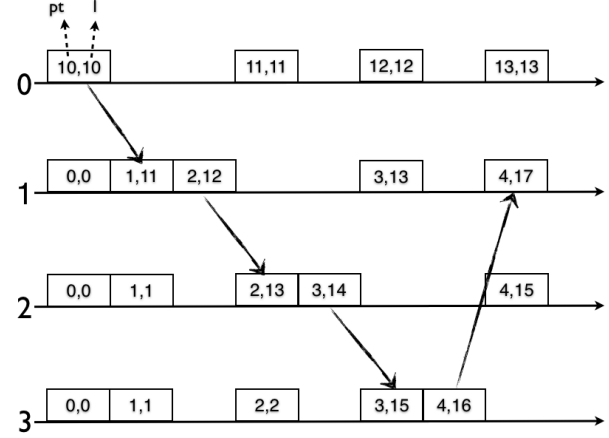 pt l
0 10,10 11,11 12,12 13,13
1 0,0 1,11 2,12 3,13 4,17
2 0,0 1,1 2,13 3,14 4,15
3 0,0 1,1 2,2 3,15 4,16